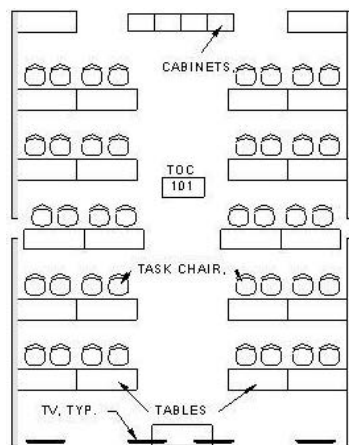 CABINETS,
TOC
101
TASK CHAIR,
TV, TYP.
TABLES